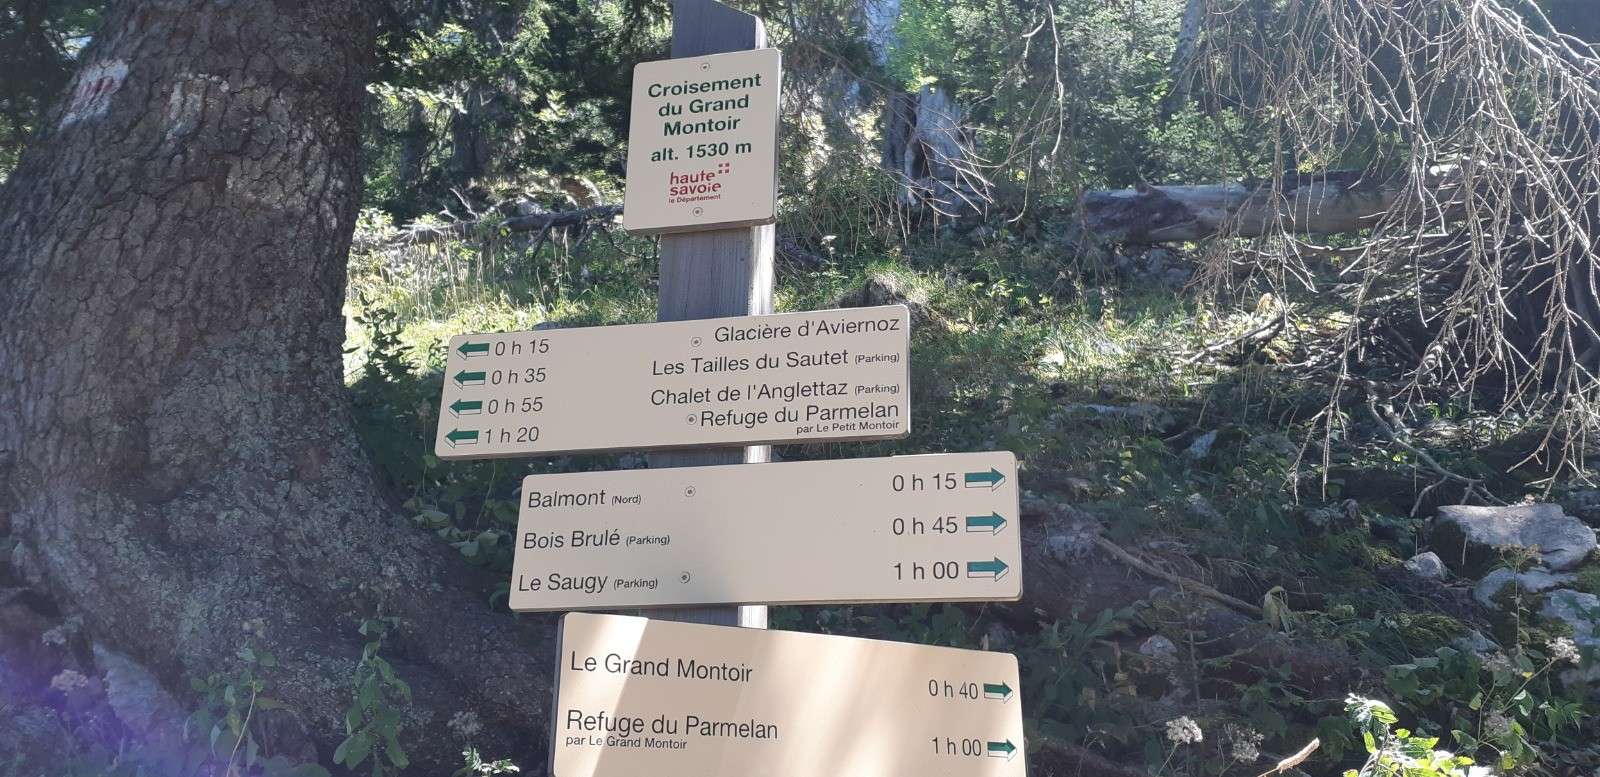 Croisement
du Grand
Montoir
alt. 1530 m
haute
savoie
le Département
0 h 15 Glacière d'Aviernoz
0 h 35 Les Tailles du Sautet (Parking)
0 h 55 Chalet de l'Anglettaz (Parking)
1 h 20 Refuge du Parmelan
par Le Petit Montoir
Balmont (Nord) 0 h 15
Bois Brulé (Parking) 0 h 45
Le Saugy (Parking) 1 h 00
Le Grand Montoir 0 h 40
Refuge du Parmelan 1 h 00
par Le Grand Montoir